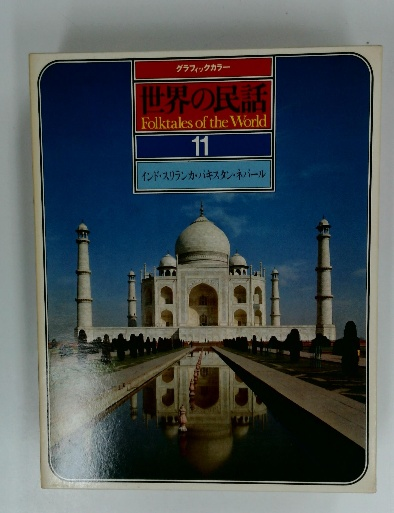 グラフィックカラー
世界の民話
Folktales of the World
11
インド・スリランカ・パキスタン・ネパール